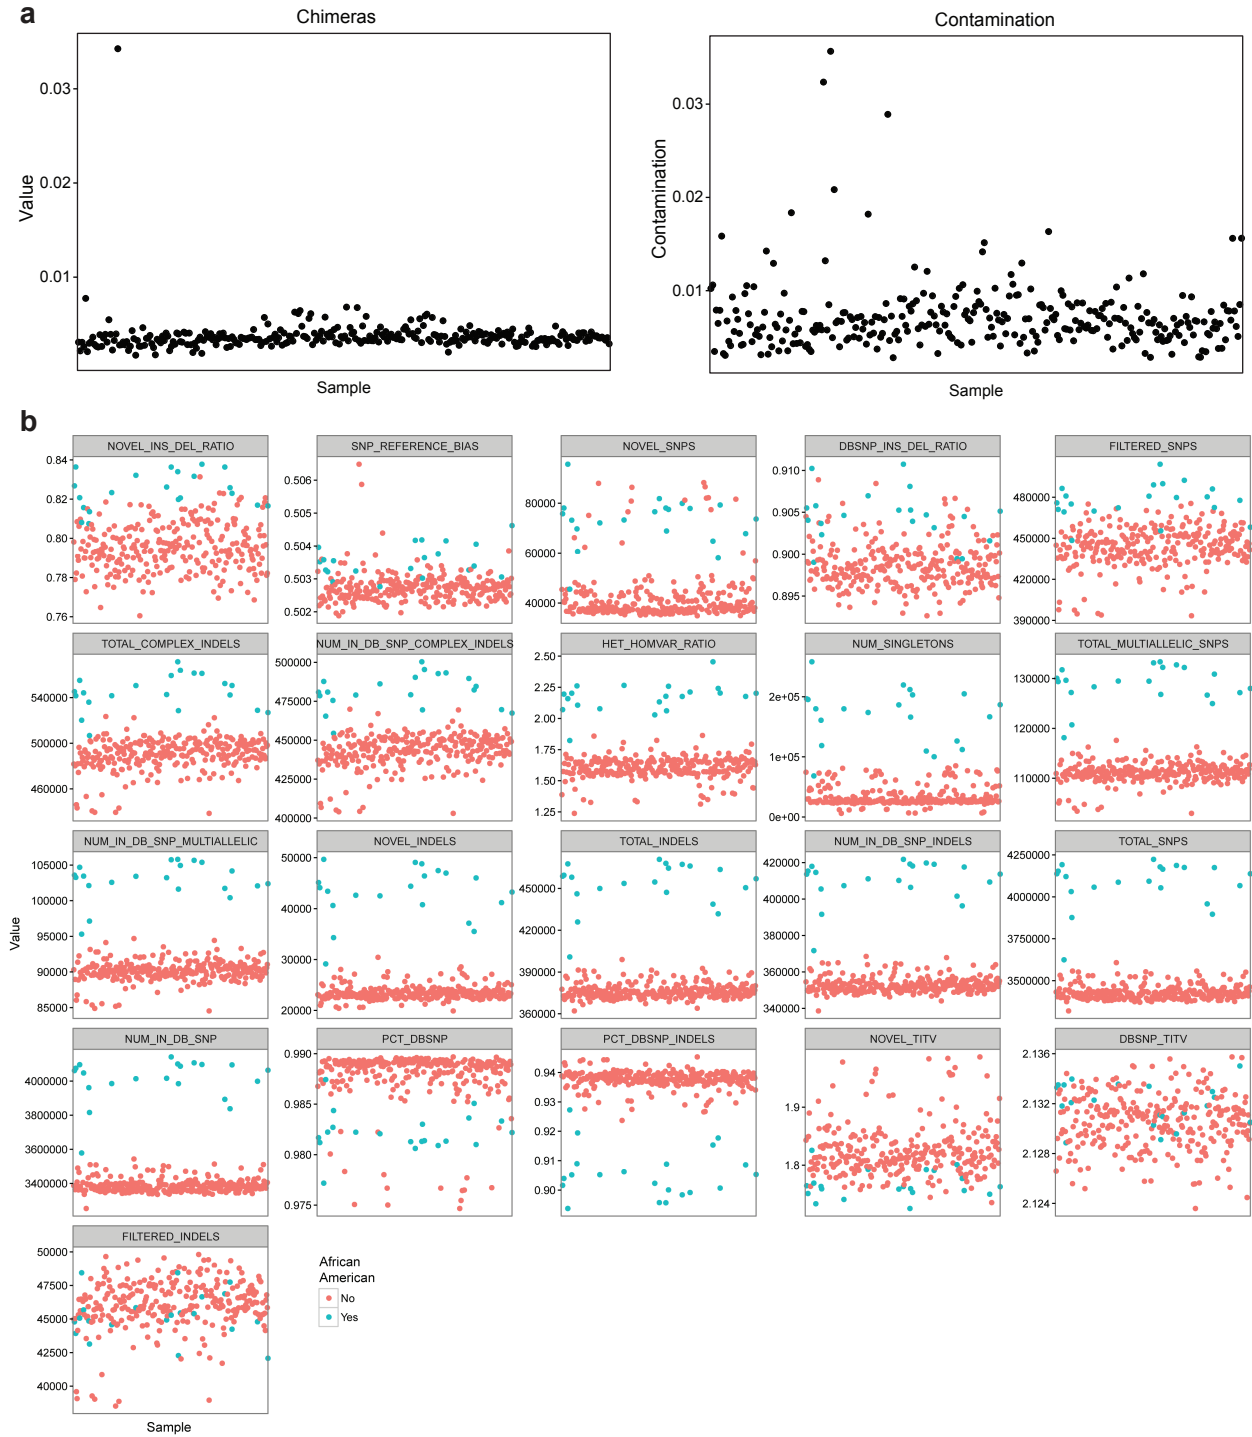 a
Chimeras
Contamination
0.03
0.02
0.01
Value
Sample
0.03
0.02
0.01
Contamination
Sample
b
NOVEL_INS_DEL_RATIO
SNP_REFERENCE_BIAS
NOVEL_SNPS
DBSNP_INS_DEL_RATIO
FILTERED_SNPS
0.84
0.82
0.80
0.78
0.76
0.506
0.505
0.504
0.503
0.502
80000
60000
40000
0.910
0.905
0.900
0.895
480000
450000
420000
390000
TOTAL_COMPLEX_INDELS
NUM_IN_DB_SNP_COMPLEX_INDELS
HET_HOMVAR_RATIO
NUM_SINGLETONS
TOTAL_MULTIALLELIC_SNPS
540000
500000
460000
500000
475000
450000
425000
400000
2.50
2.25
2.00
1.75
1.50
1.25
2e+05
1e+05
0e+00
130000
120000
110000
NUM_IN_DB_SNP_MULTIALLELIC
NOVEL_INDELS
TOTAL_INDELS
NUM_IN_DB_SNP_INDELS
TOTAL_SNPS
105000
100000
95000
90000
85000
50000
40000
30000
20000
450000
420000
390000
360000
420000
400000
380000
360000
340000
4250000
4000000
3750000
3500000
Value
NUM_IN_DB_SNP
PCT_DBSNP
PCT_DBSNP_INDELS
NOVEL_TITV
DBSNP_TITV
4000000
3800000
3600000
3400000
0.990
0.985
0.980
0.975
0.94
0.93
0.92
0.91
0.90
1.9
1.8
2.136
2.132
2.128
2.124
FILTERED_INDELS
50000
47500
45000
42500
40000
Sample
African
American
No
Yes